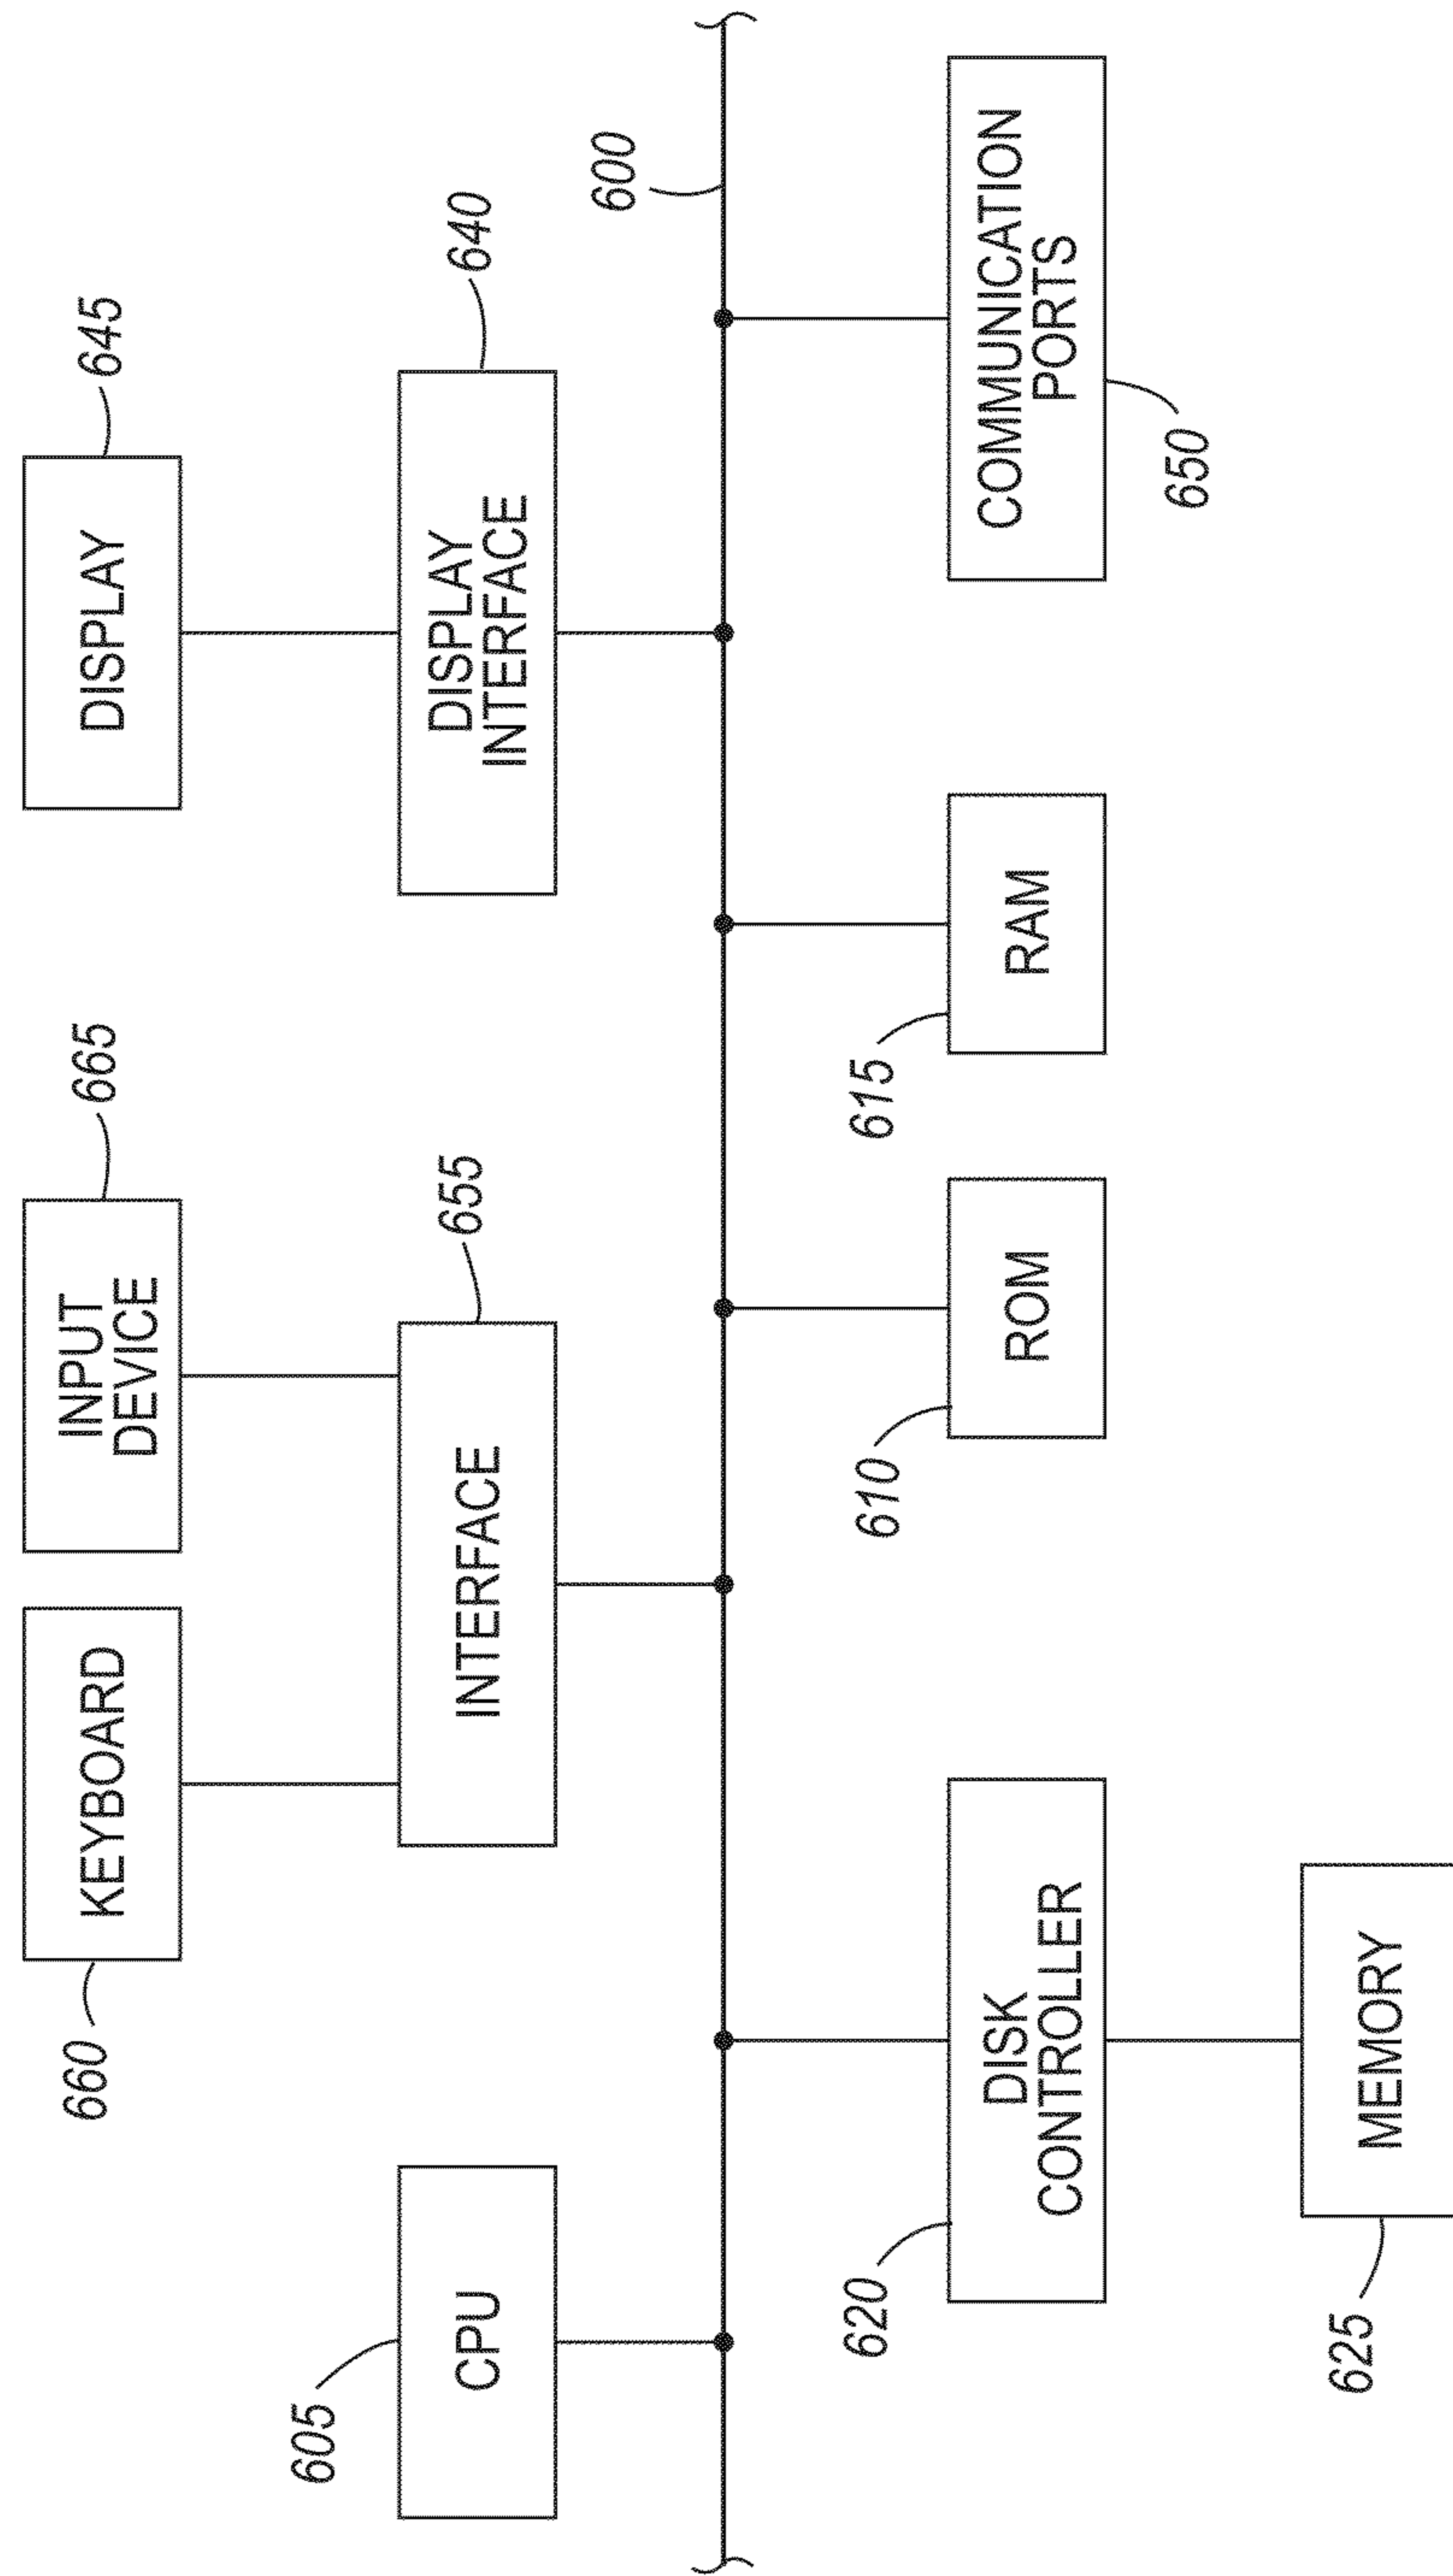 660
KEYBOARD
INPUT
DEVICE
665
DISPLAY
645
605
CPU
INTERFACE
655
DISPLAY
INTERFACE
640
600
620
DISK
CONTROLLER
610
ROM
615
RAM
COMMUNICATION
PORTS
650
625
MEMORY